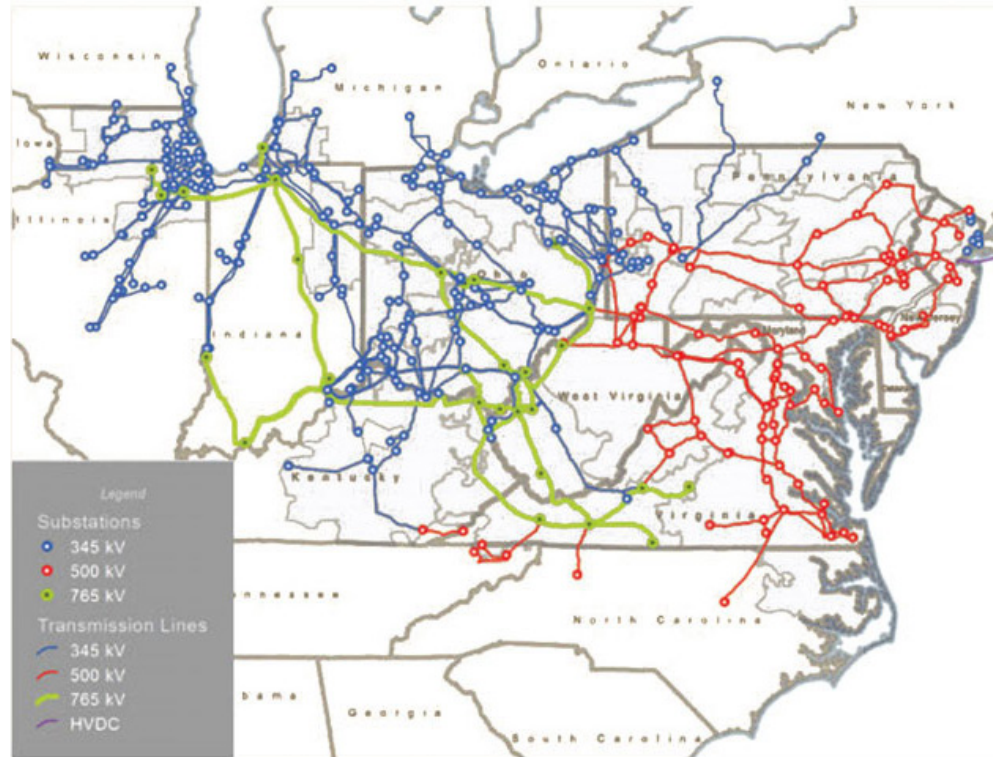 Wisconsin
Michigan
Ontario
New York
Iowa
Illinois
Pennsylvania
Ohio
Indiana
Maryland
New Jersey
West Virginia
Kentucky
Virginia
nnessee
North Carolina
bama
Georgia
South Carolina
Legend
Substations
345 kV
500 kV
765 kV
Transmission Lines
345 kV
500 kV
765 kV
HVDC